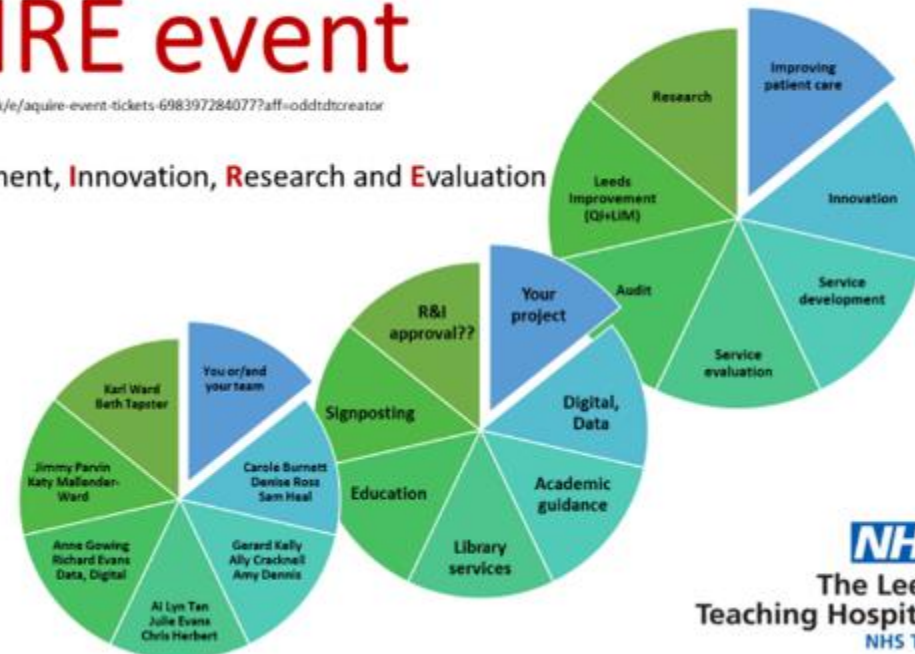 IRE event
k/e/aquire-event-tickets-698397284077?aff=oddtdtcreator
ment, Innovation, Research and Evaluation
Improving
patient care
Innovation
Service
development
Service
evaluation
Audit
Leeds
Improvement
(QI+LIM)
Research
Your
project
Digital,
Data
Academic
guidance
Library
services
Education
Signposting
R&I
approval??
You or/and
your team
Carole Burnett
Denise Ross
Sam Heal
Gerard Kelly
Ally Cracknell
Amy Dennis
Ai Lyn Tan
Julie Evans
Chris Herbert
Anne Gowing
Richard Evans
Data, Digital
Jimmy Parvin
Katy Mallender-
Ward
Karl Ward
Beth Tapster
NH
The Lee
Teaching Hospit
NHS T